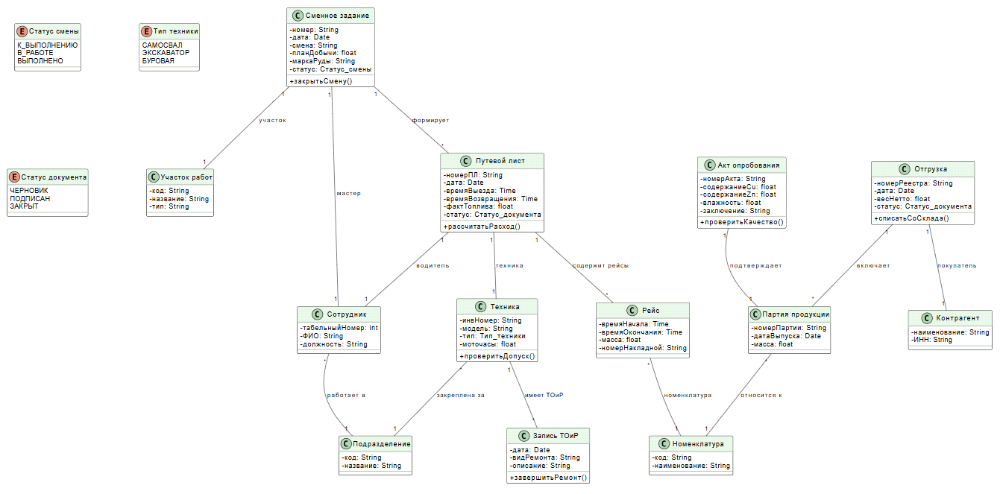 C Сменное задание
-номер: String
-дата: Date
-смена: String
-планДобычи: float
-маркаРуды: String
-статус: Статус_смены
+закрытьСмену()
E Статус смены
К_ВЫПОЛНЕНИЮ
В_РАБОТЕ
ВЫПОЛНЕНО
E Тип техники
САМОСВАЛ
ЭКСКАВАТОР
БУРОВАЯ
1
1
1
участок
формирует
1
*
мастер
E Статус документа
ЧЕРНОВИК
ПОДПИСАН
ЗАКРЫТ
C Участок работ
-код: String
-название: String
-тип: String
C Путевой лист
-номерПЛ: String
-дата: Date
-времяВыезда: Time
-времяВозвращения: Time
-фактТоплива: float
-статус: Статус_документа
+рассчитатьРасход()
C Акт опробования
-номерАкта: String
-содержаниеCu: float
-содержаниеZn: float
-влажность: float
-заключение: String
+проверитьКачество()
C Отгрузка
-номерРеестра: String
-дата: Date
-весНетто: float
-статус: Статус_документа
+списатьСоСклада()
1
1
1
1
1
1
водитель
техника
содержит рейсы
подтверждает
включает
покупатель
1
1
1
*
1
*
1
C Сотрудник
-табельныйНомер: int
-ФИО: String
-должность: String
C Техника
-инвНомер: String
-модель: String
-тип: Тип_техники
-моточасы: float
+проверитьДопуск()
C Рейс
-времяНачала: Time
-времяОкончания: Time
-масса: float
-номерНакладной: String
C Партия продукции
-номерПартии: String
-датаВыпуска: Date
-масса: float
C Контрагент
-наименование: String
-ИНН: String
*
*
1
*
*
работает в
закреплена за
имеет ТОиР
номенклатура
относится к
1
1
*
1
1
C Подразделение
-код: String
-название: String
C Запись ТОиР
-дата: Date
-видРемонта: String
-описание: String
+завершитьРемонт()
C Номенклатура
-код: String
-наименование: String